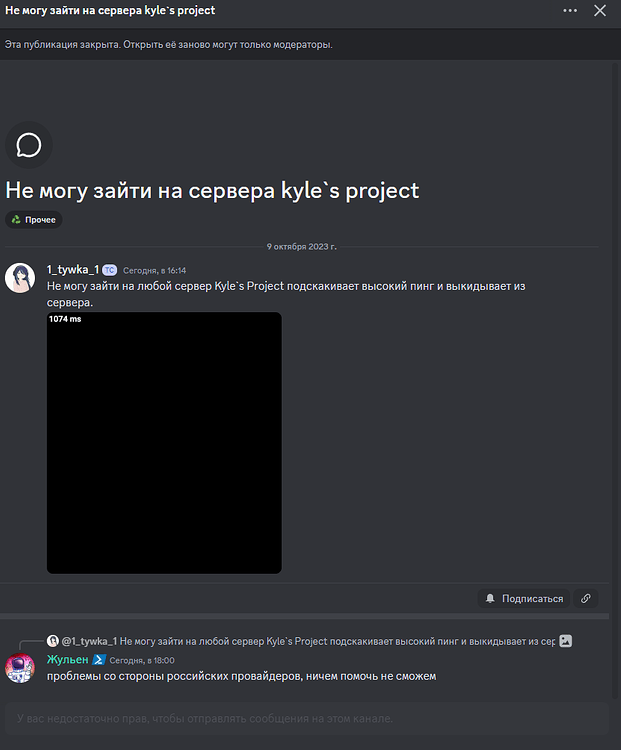 Не могу зайти на сервера kyle`s project
Эта публикация закрыта. Открыть её заново могут только модераторы.
Не могу зайти на сервера kyle`s project
Прочее
9 октября 2023 г.
1_tywka_1 ТС Сегодня, в 16:14
Не могу зайти на любой сервер Kyle`s Project подскакивает высокий пинг и выкидывает из
сервера.
1074 ms
Подписаться
@1_tywka_1 Не могу зайти на любой сервер Kyle`s Project подскакивает высокий пинг и выкидывает из сер
Жульен Сегодня, в 18:00
проблемы со стороны российских провайдеров, ничем помочь не сможем
У вас недостаточно прав, чтобы отправлять сообщения на этом канале.